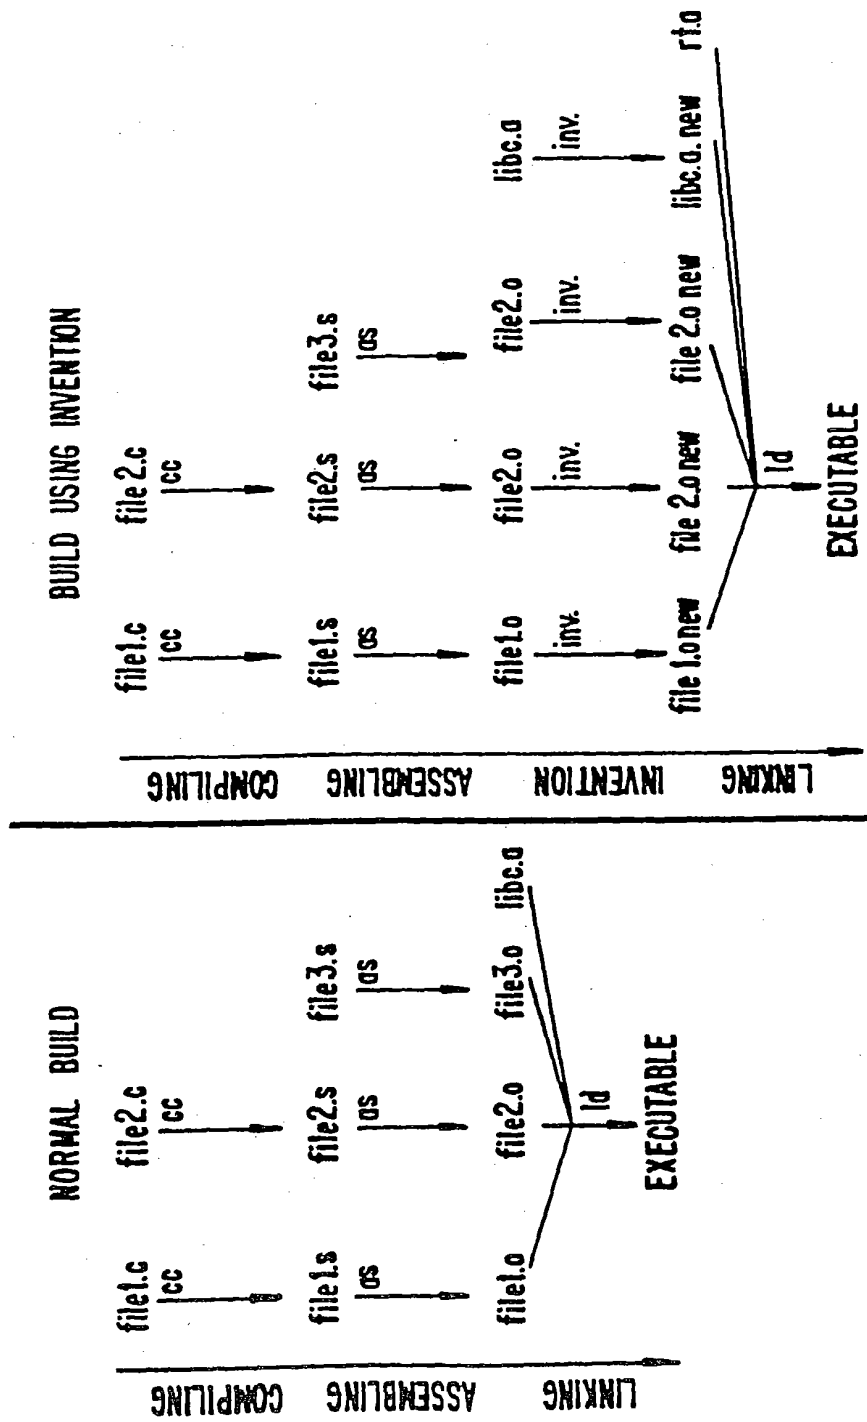 NORMAL BUILD
COMPILING
file1.c
file2.c
cc
cc
ASSEMBLING
file1.s
file2.s
file3.s
as
as
as
LINKING
file1.o
file2.o
file3.o
libc.a
ld
EXECUTABLE
BUILD USING INVENTION
COMPILING
file1.c
file 2.c
cc
cc
ASSEMBLING
file1.s
file2.s
file3.s
as
as
as
INVENTION
file1.o
file2.o
file2.o
libc.a
inv.
inv.
inv.
inv.
LINKING
file1.o new
file 2.o new
file 2.o new
libc.a. new
rt.o
ld
EXECUTABLE